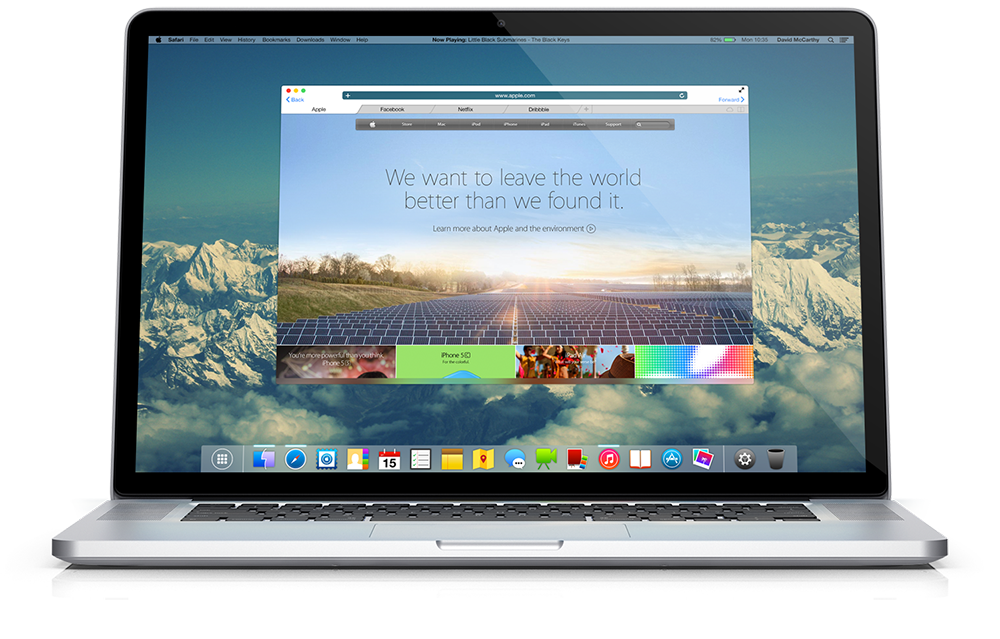 Safari File Edit View History Bookmarks Downloads Window Help Now Playing: Little Black Submarines - The Black Keys 82% Mon 10:35 David McCarthy
www.apple.com
Back Forward
Apple Facebook Netflix Dribbble +
Store Mac iPod iPhone iPad iTunes Support
We want to leave the world
better than we found it.
Learn more about Apple and the environment
You're more powerful than you think. iPhone 5C
iPhone 5S
For the colorful.
15